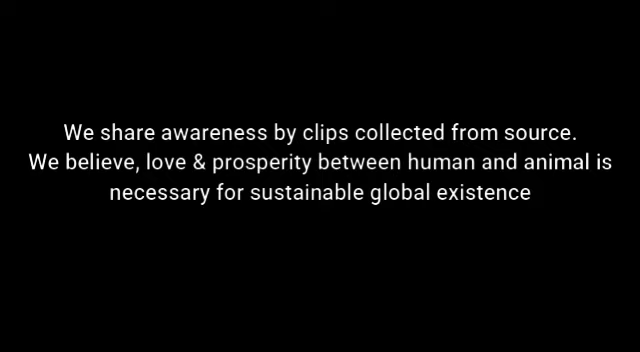 We share awareness by clips collected from source.
We believe, love & prosperity between human and animal is
necessary for sustainable global existence